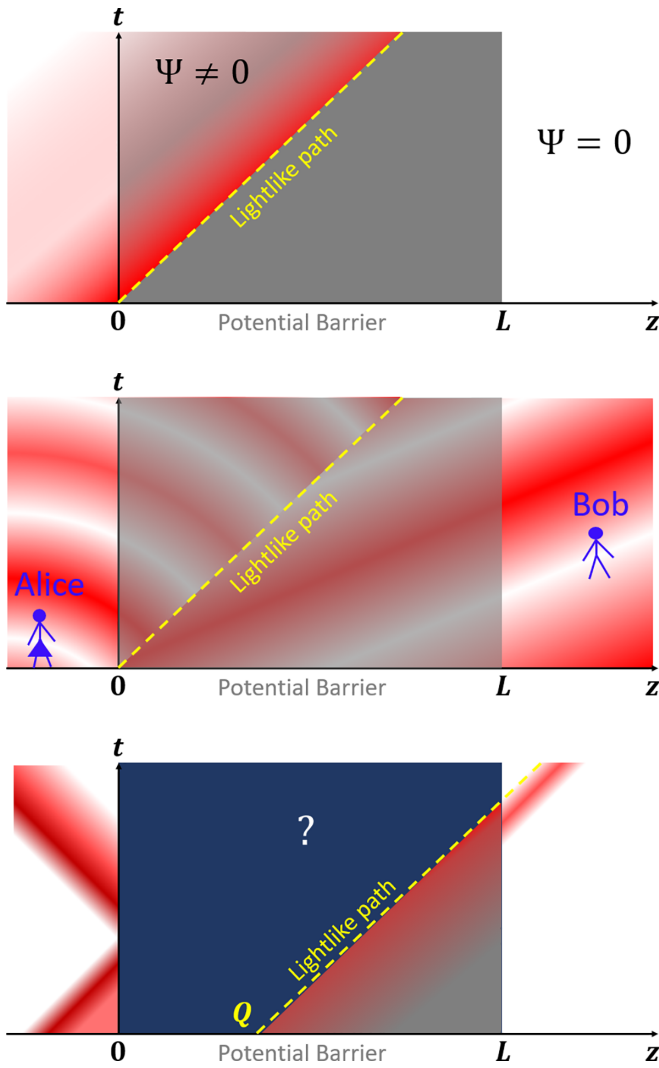 t
Ψ ≠ 0
Ψ = 0
Lightlike path
0
Potential Barrier
L
z
t
Bob
Lightlike path
Alice
0
Potential Barrier
L
z
t
?
Lightlike path
Q
0
Potential Barrier
L
z